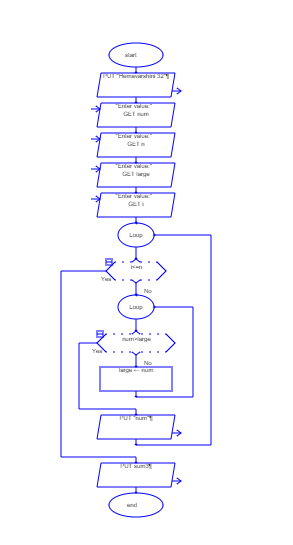 start
PUT "Hemavarshini 32"¶
"Enter value:"
GET num
"Enter value:"
GET n
"Enter value:"
GET large
"Enter value:"
GET i
Loop
i<=n
Yes
No
Loop
num>large
Yes
No
large ← num
PUT "num"¶
PUT sum¶
end